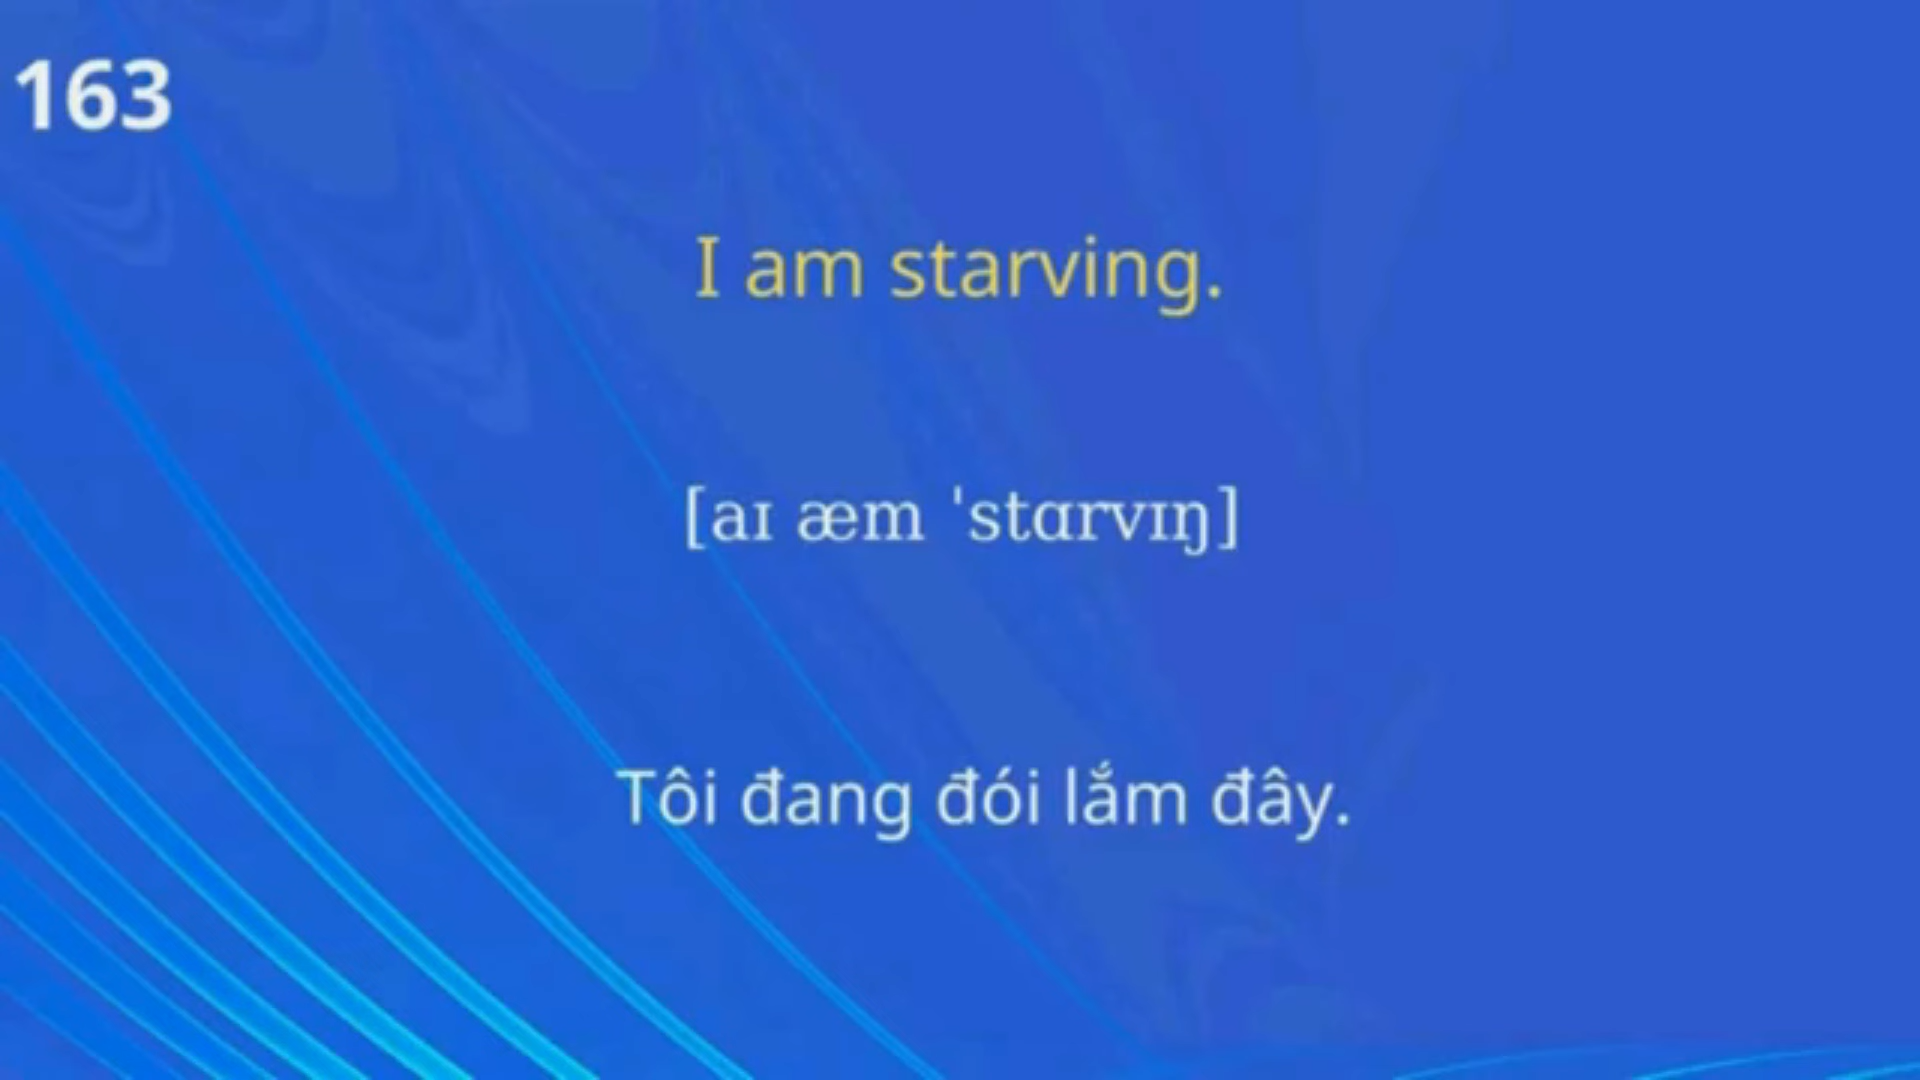 163
I am starving.
[aɪ æm ˈstɑrvɪŋ]
Tôi đang đói lắm đây.